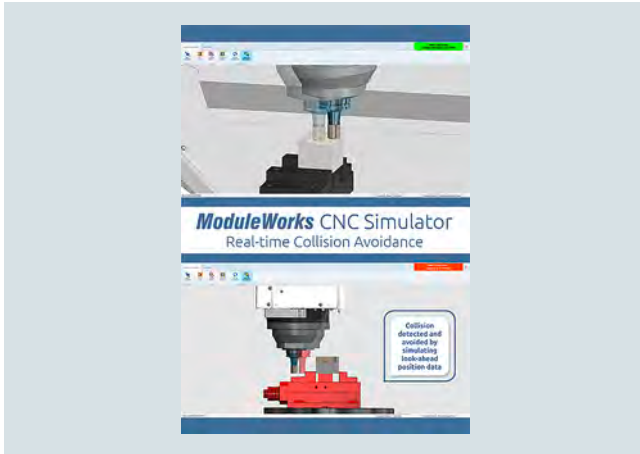 ModuleWorks CNC Simulator
Real-time Collision Avoidance
Collision
detected and
avoided by
simulating
look-ahead
position data